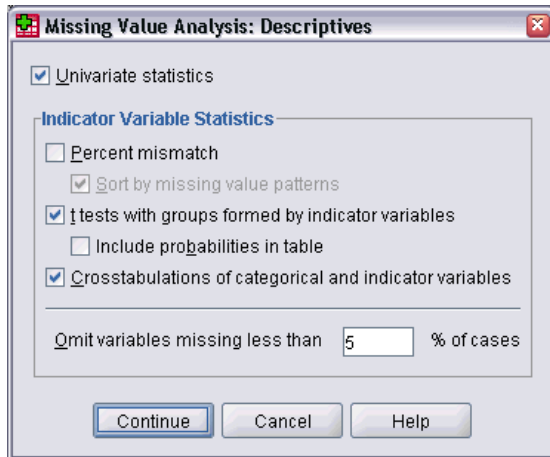 Missing Value Analysis: Descriptives
Univariate statistics
Indicator Variable Statistics
Percent mismatch
Sort by missing value patterns
t tests with groups formed by indicator variables
Include probabilities in table
Crosstabulations of categorical and indicator variables
Omit variables missing less than 5 % of cases
Continue Cancel Help